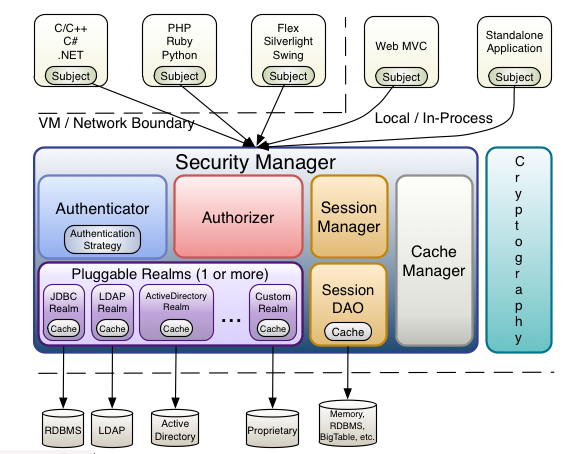 C/C++
C#
.NET
Subject
PHP
Ruby
Python
Subject
Flex
Silverlight
Swing
Subject
Web MVC
Subject
Standalone
Application
Subject
VM / Network Boundary
Local / In-Process
Security Manager
Authenticator
Authentication
Strategy
Authorizer
Session
Manager
Cache
Manager
Cryptography
Pluggable Realms (1 or more)
JDBC
Realm
Cache
LDAP
Realm
Cache
ActiveDirectory
Realm
Cache
...
Custom
Realm
Cache
Session
DAO
Cache
RDBMS
LDAP
Active
Directory
Proprietary
Memory,
RDBMS,
BigTable, etc.